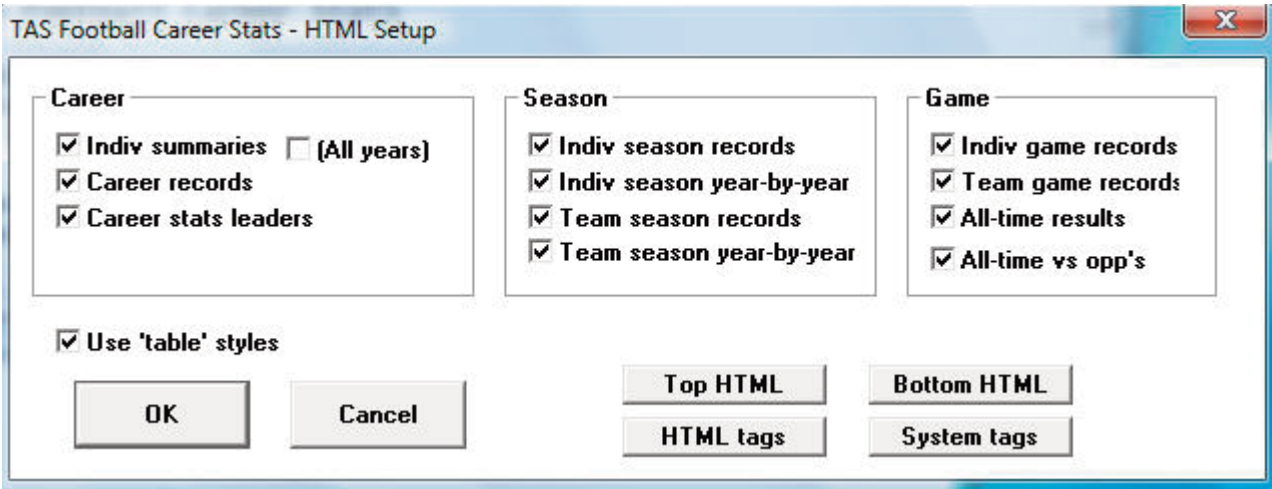 TAS Football Career Stats - HTML Setup
Career
Indiv summaries (All years)
Career records
Career stats leaders
Season
Indiv season records
Indiv season year-by-year
Team season records
Team season year-by-year
Game
Indiv game records
Team game records
All-time results
All-time vs opp's
Use 'table' styles
OK Cancel
Top HTML Bottom HTML
HTML tags System tags